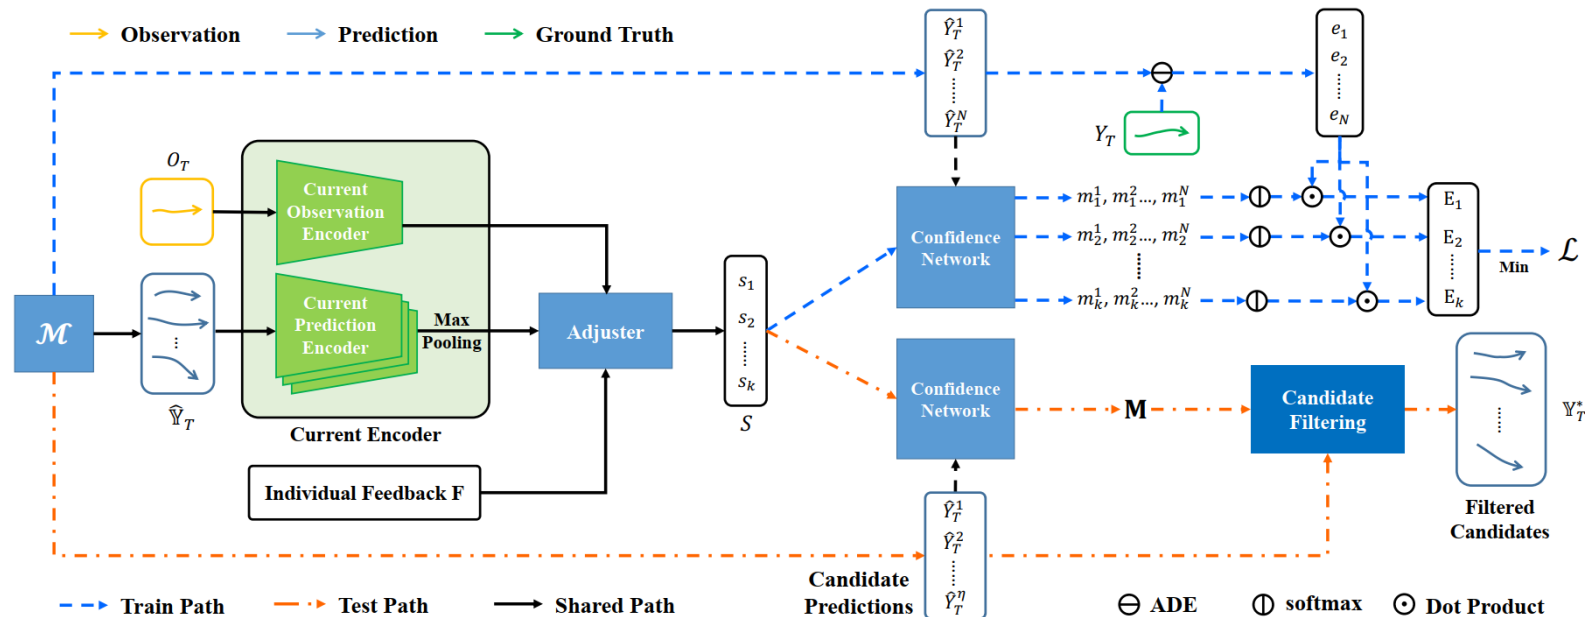 Observation
Prediction
Ground Truth
Ŷ_T^1
Ŷ_T^2
......
Ŷ_T^N
e_1
e_2
......
e_N
Y_T
O_T
Current
Observation
Encoder
Current
Prediction
Encoder
Max
Pooling
ℳ
...
𝕐̂_T
Current Encoder
Individual Feedback F
Adjuster
s_1
s_2
......
s_k
S
Confidence
Network
m_1^1, m_1^2..., m_1^N
m_2^1, m_2^2..., m_2^N
......
m_k^1, m_k^2..., m_k^N
E_1
E_2
......
E_k
Min
ℒ
Confidence
Network
M
Candidate
Filtering
......
𝕐_T^*
Filtered
Candidates
Ŷ_T^1
Ŷ_T^2
......
Ŷ_T^η
Candidate
Predictions
Train Path
Test Path
Shared Path
ADE
softmax
Dot Product